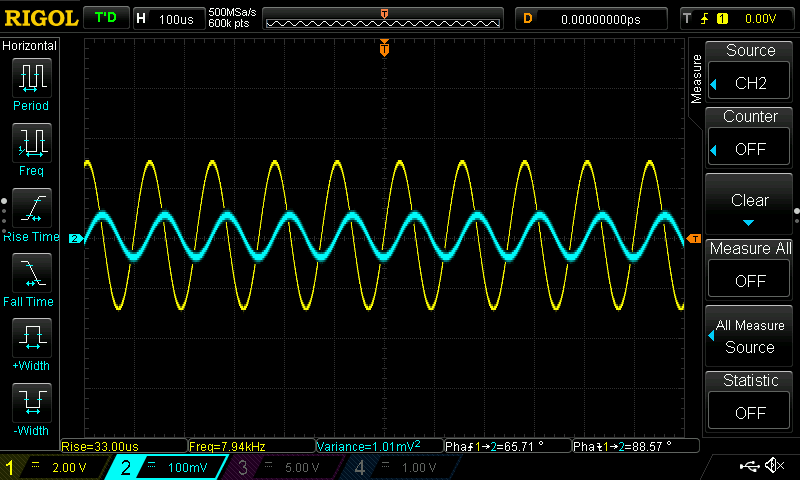 RIGOL T'D H 100us 500MSa/s D 0.00000000ps T 1 0.00V
600k pts
T
Horizontal
Period
Freq
Rise Time
Fall Time
+Width
-Width
T
2
T
Measure
Source
CH2
Counter
OFF
Clear
Measure All
OFF
All Measure
Source
Statistic
OFF
Rise=33.00us Freq=7.94kHz Variance=1.01mV² Pha1→2=65.71 ° Pha1→2=88.57 °
1 2.00 V 2 100mV 3 5.00 V 4 1.00 V